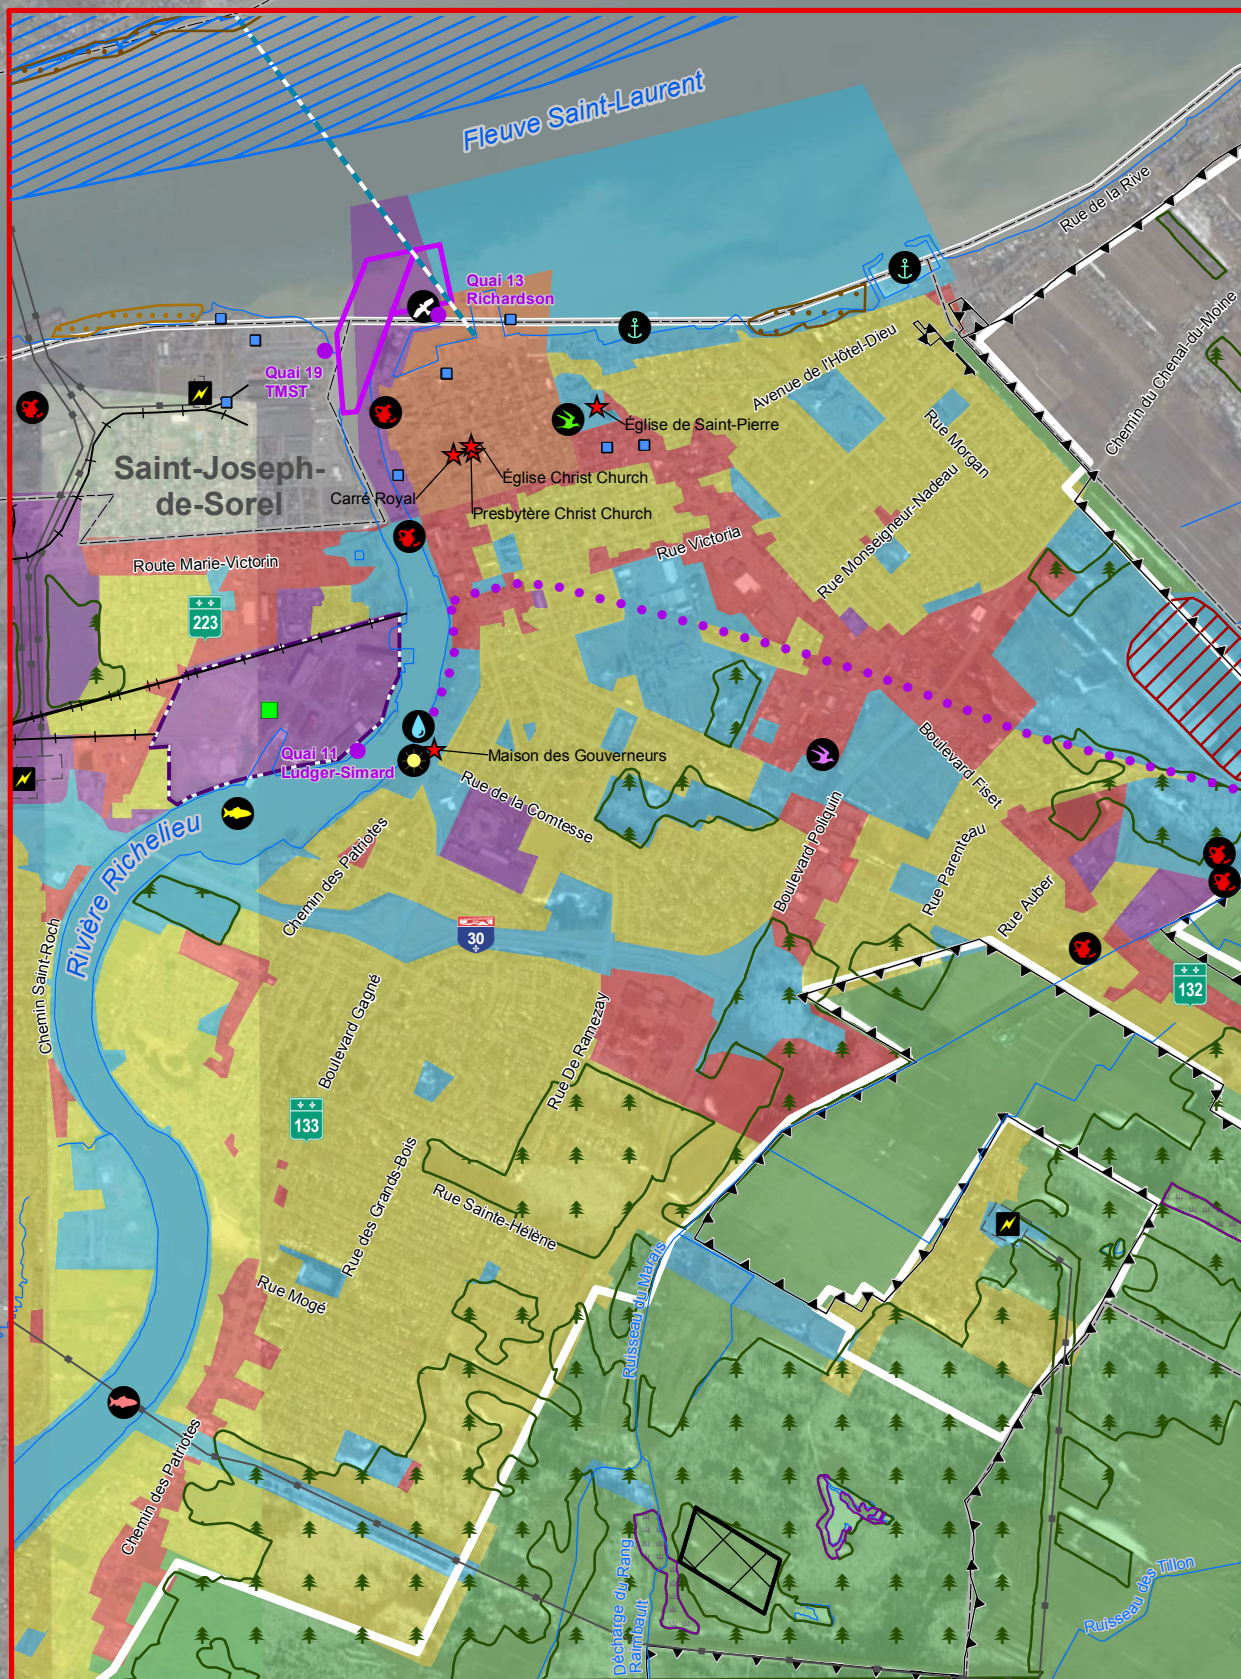 Fleuve Saint-Laurent
Rue de la Rive
Quai 13
Richardson
Chemin du Chenal-du-Moine
Avenue de l'Hôtel-Dieu
Quai 19
TMST
Église de Saint-Pierre
Rue Morgan
Saint-Joseph-
de-Sorel
Église Christ Church
Carré Royal
Presbytère Christ Church
Rue Monseigneur-Nadeau
Rue Victoria
Route Marie-Victorin
223
Quai 11
Ludger-Simard
Maison des Gouverneurs
Boulevard Fiset
Rue de la Comtesse
Rivière Richelieu
Chemin des Patriotes
Boulevard Poliquin
Rue Parenteau
Rue Auber
30
132
Chemin Saint-Roch
Boulevard Gagné
Rue De Ramezay
133
Rue des Grands-Bois
Rue Sainte-Hélène
Rue Mogé
Ruisseau du Marais
Chemin des Patriotes
Décharge du Rang
Raimbault
Ruisseau des Tillon